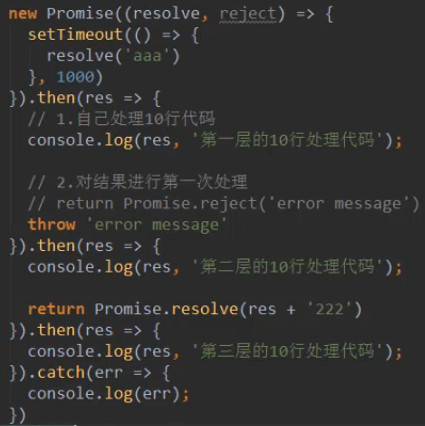 new Promise((resolve, reject) => {
  setTimeout(() => {
    resolve('aaa')
  }, 1000)
}).then(res => {
  // 1.自己处理10行代码
  console.log(res, '第一层的10行处理代码');

  // 2.对结果进行第一次处理
  // return Promise.reject('error message')
  throw 'error message'
}).then(res => {
  console.log(res, '第二层的10行处理代码');

  return Promise.resolve(res + '222')
}).then(res => {
  console.log(res, '第三层的10行处理代码');
}).catch(err => {
  console.log(err);
})